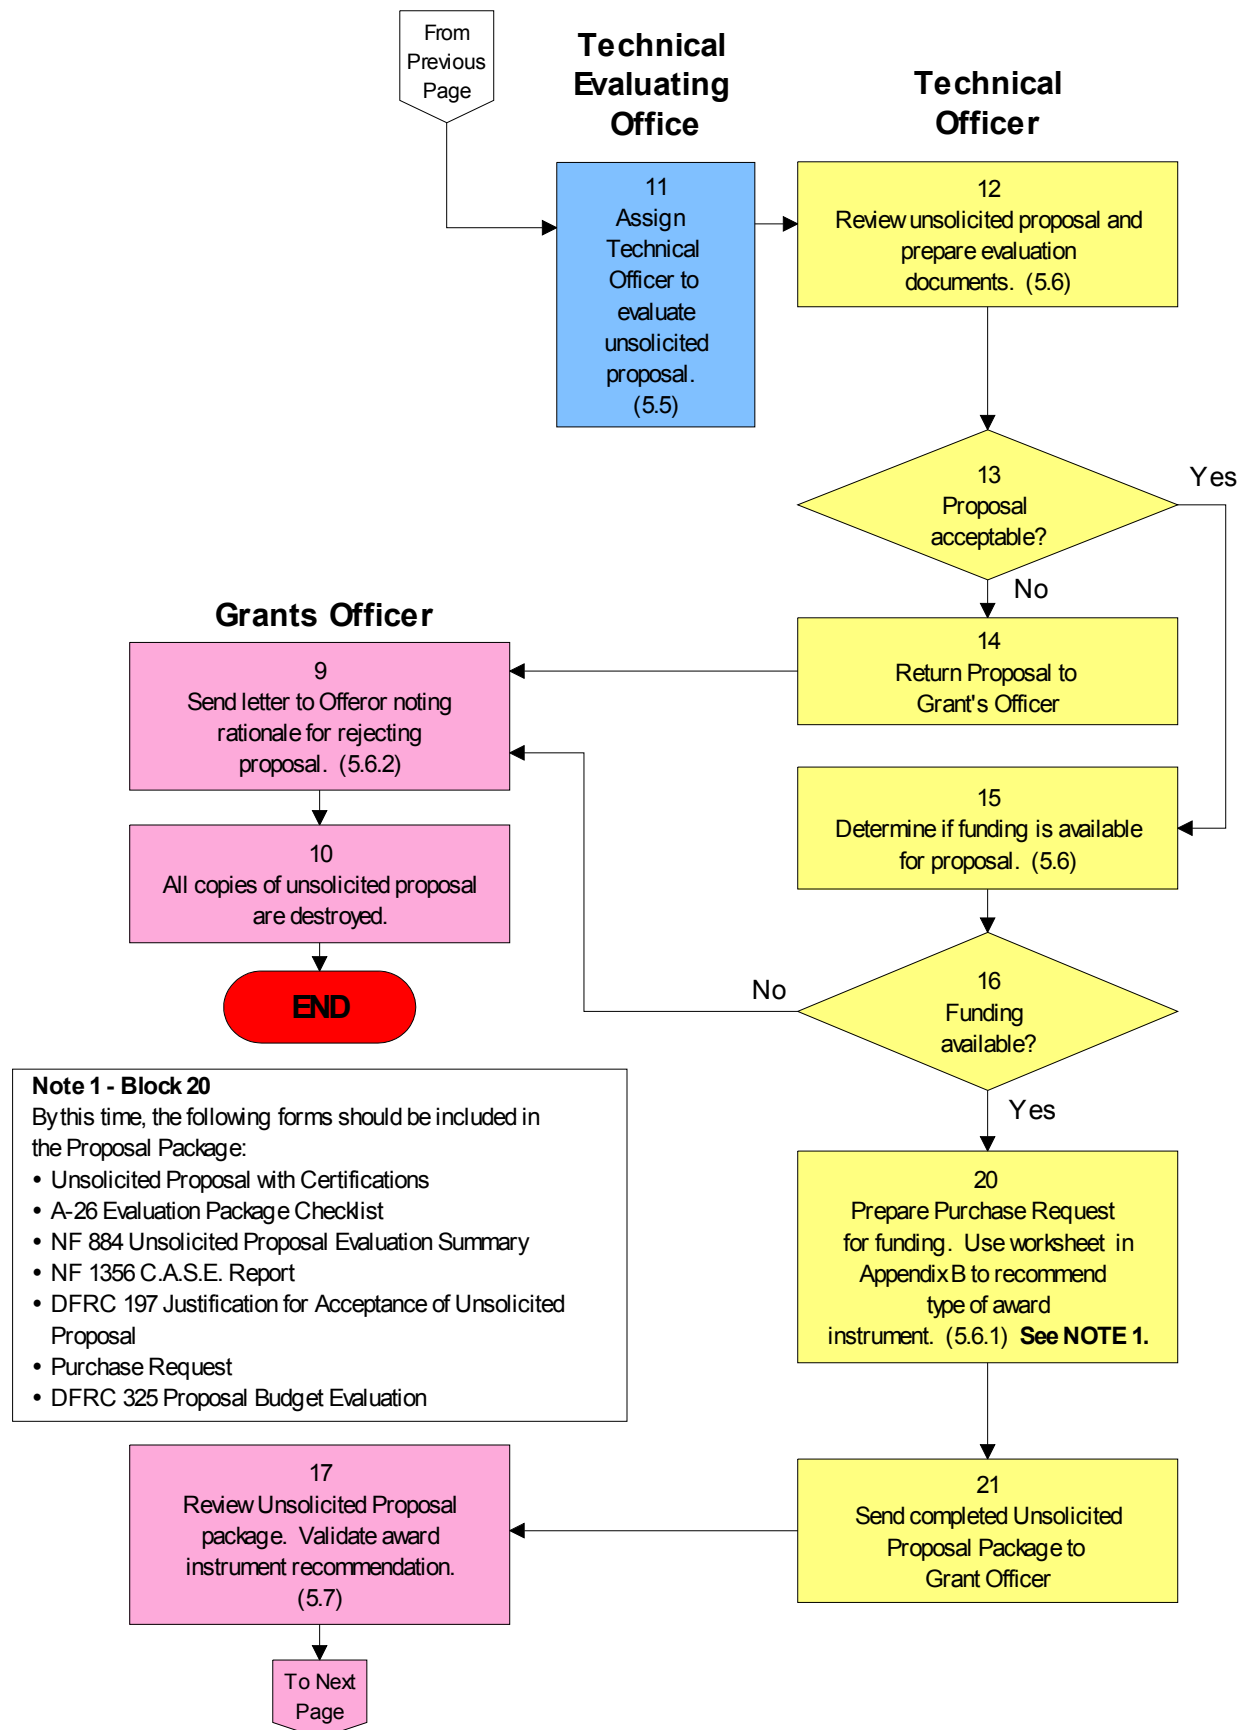 From
Previous
Page
Technical
Evaluating
Office
Technical
Officer
11
Assign
Technical
Officer to
evaluate
unsolicited
proposal.
(5.5)
12
Review unsolicited proposal and
prepare evaluation
documents. (5.6)
13
Proposal
acceptable?
Yes
No
Grants Officer
9
Send letter to Offeror noting
rationale for rejecting
proposal. (5.6.2)
14
Return Proposal to
Grant's Officer
10
All copies of unsolicited proposal
are destroyed.
15
Determine if funding is available
for proposal. (5.6)
END
No
16
Funding
available?
Yes
Note 1 - Block 20
By this time, the following forms should be included in
the Proposal Package:
• Unsolicited Proposal with Certifications
• A-26 Evaluation Package Checklist
• NF 884 Unsolicited Proposal Evaluation Summary
• NF 1356 C.A.S.E. Report
• DFRC 197 Justification for Acceptance of Unsolicited
Proposal
• Purchase Request
• DFRC 325 Proposal Budget Evaluation
20
Prepare Purchase Request
for funding. Use worksheet in
Appendix B to recommend
type of award
instrument. (5.6.1) See NOTE 1.
17
Review Unsolicited Proposal
package. Validate award
instrument recommendation.
(5.7)
21
Send completed Unsolicited
Proposal Package to
Grant Officer
To Next
Page